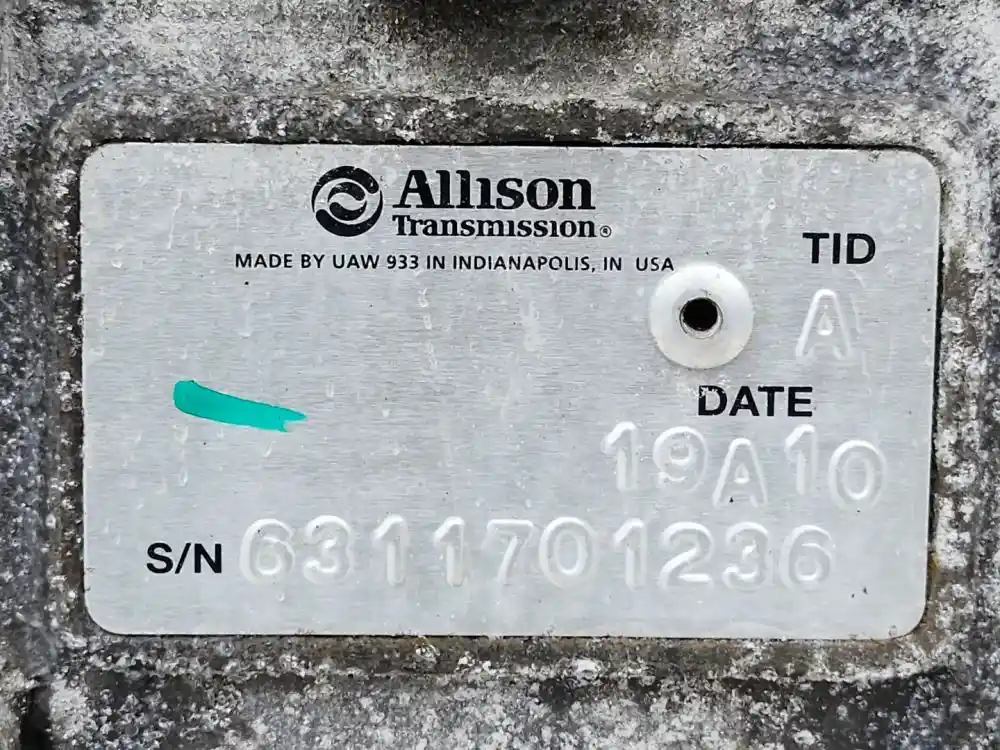 Allison
Transmission®
MADE BY UAW 933 IN INDIANAPOLIS, IN USA
TID
A
DATE
19A10
S/N 6311701236